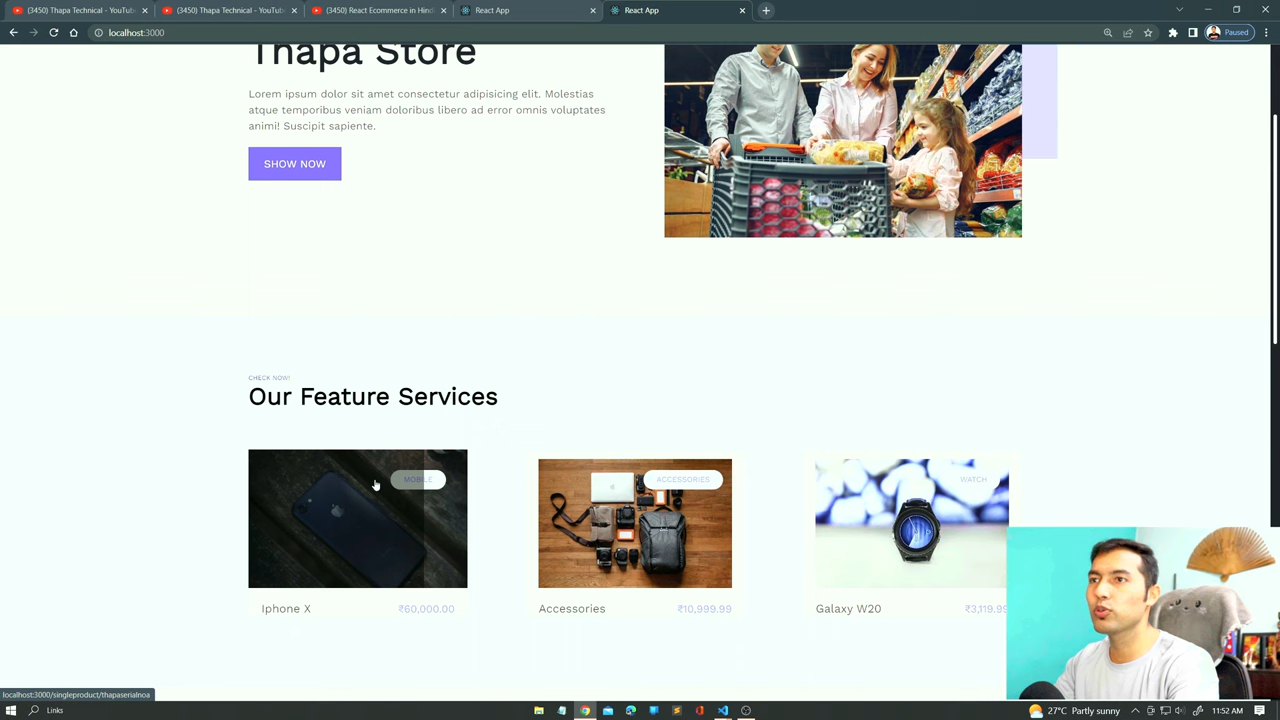 (3450) Thapa Technical - YouTube
(3450) Thapa Technical - YouTube
(3450) React Ecommerce in Hindi
React App
React App
localhost:3000
Paused
Thapa Store
Lorem ipsum dolor sit amet consectetur adipisicing elit. Molestias
atque temporibus veniam doloribus libero ad error omnis voluptates
animi! Suscipit sapiente.
SHOW NOW
CHECK NOW!
Our Feature Services
MOBILE
ACCESSORIES
WATCH
Iphone X
₹60,000.00
Accessories
₹10,999.99
Galaxy W20
₹3,119.99
localhost:3000/singleproduct/thapaserialnoa
Links
27°C Partly sunny
11:52 AM